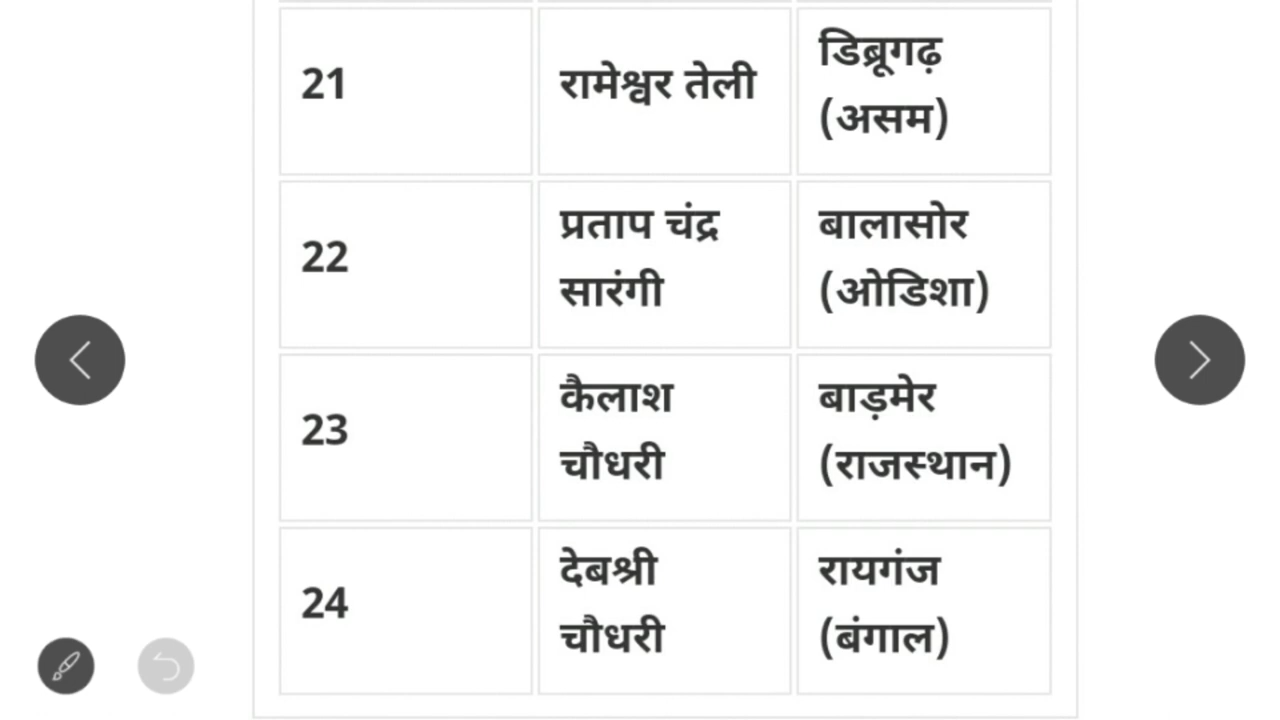 21 रामेश्वर तेली डिब्रूगढ़
(असम)
22 प्रताप चंद्र बालासोर
सारंगी (ओडिशा)
23 कैलाश बाड़मेर
चौधरी (राजस्थान)
24 देबश्री रायगंज
चौधरी (बंगाल)